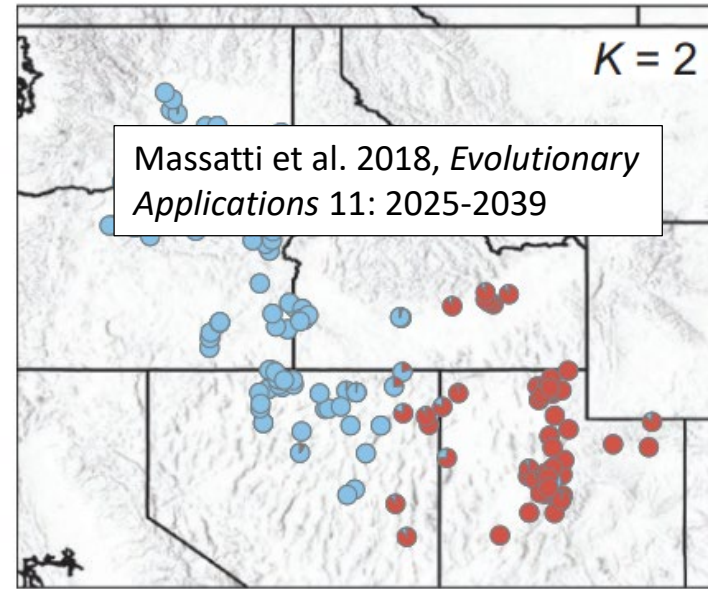 K = 2
Massatti et al. 2018, Evolutionary
Applications 11: 2025-2039